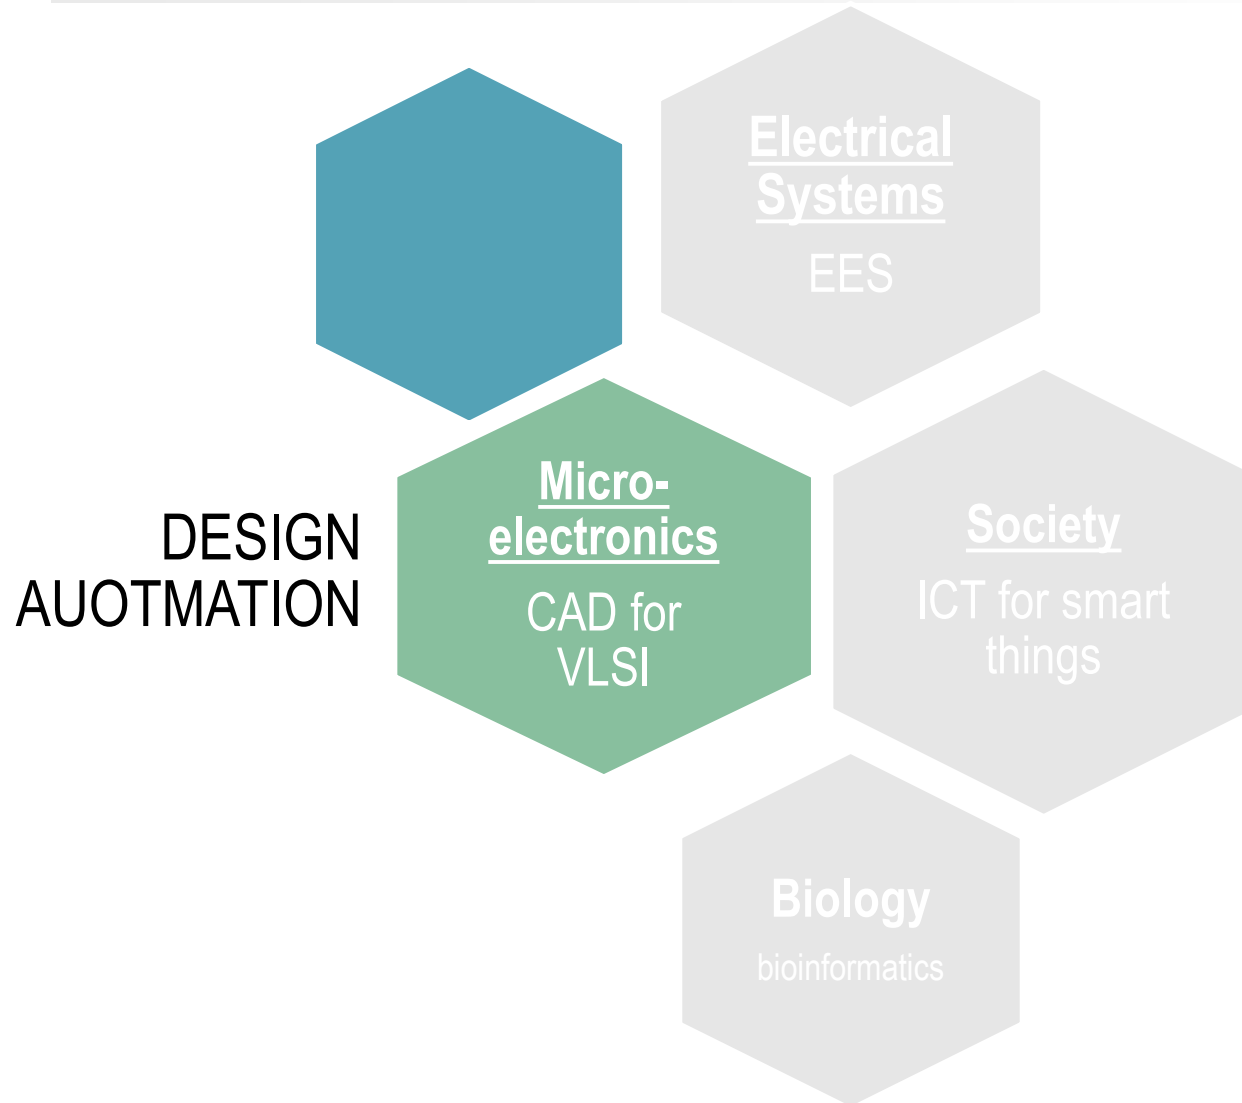 Electrical
Systems
EES
DESIGN
AUOTMATION
Micro-
electronics
CAD for
VLSI
Society
ICT for smart
things
Biology
bioinformatics